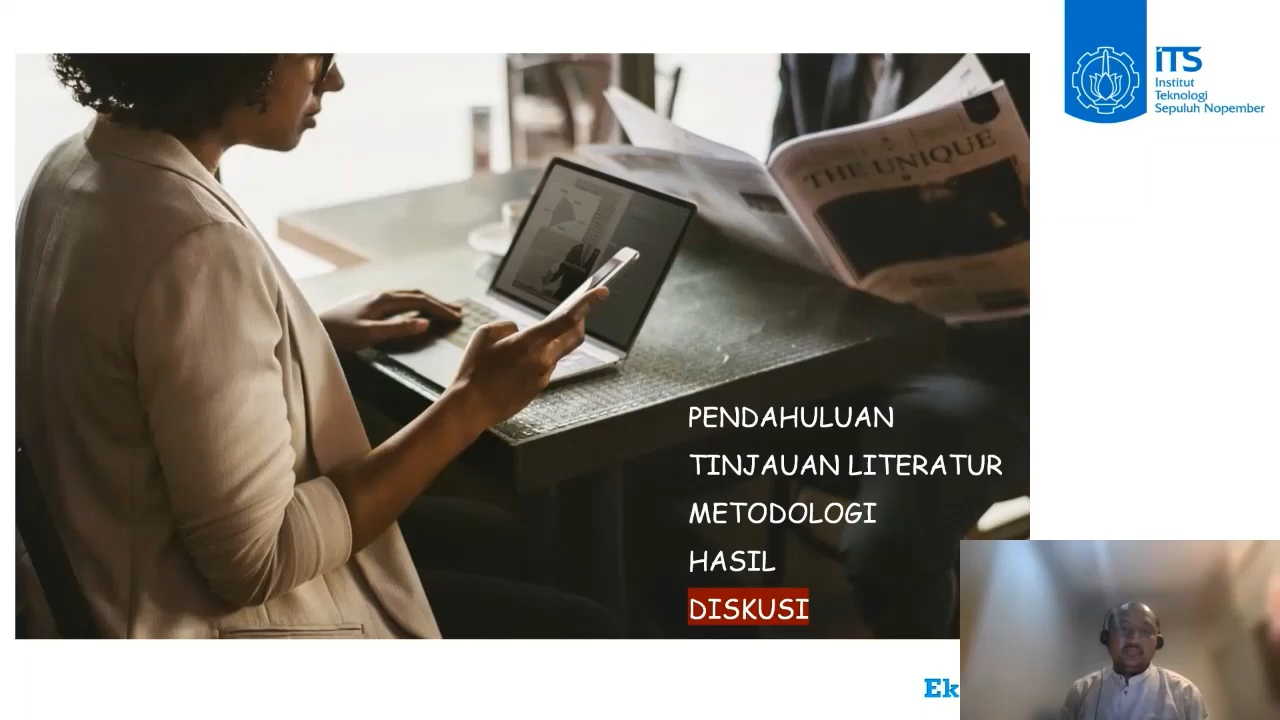 iTS
Institut
Teknologi
Sepuluh Nopember
THE UNIQUE
PENDAHULUAN
TINJAUAN LITERATUR
METODOLOGI
HASIL
DISKUSI
Ek